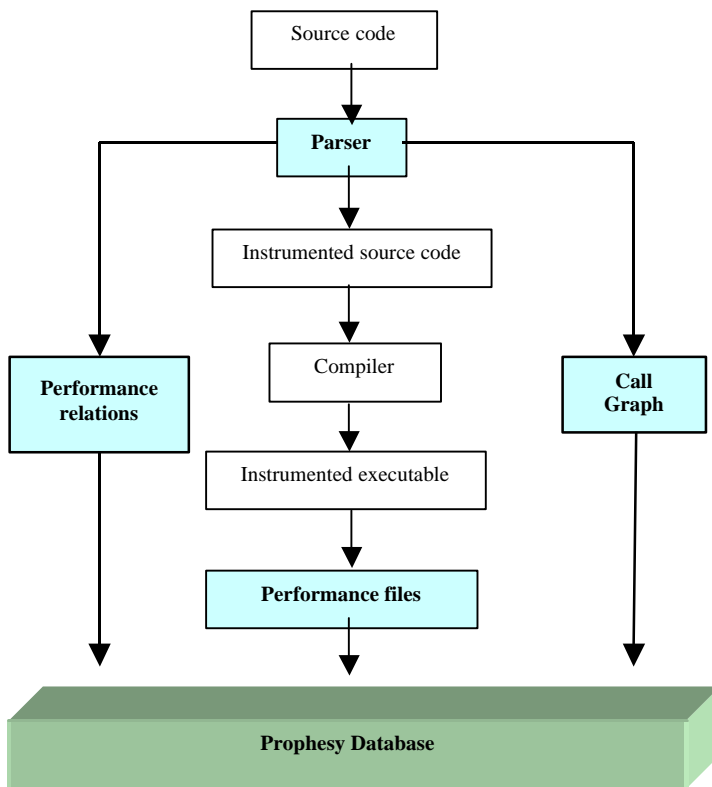 Source code
Parser
Instrumented source code
Compiler
Performance
relations
Call
Graph
Instrumented executable
Performance files
Prophesy Database